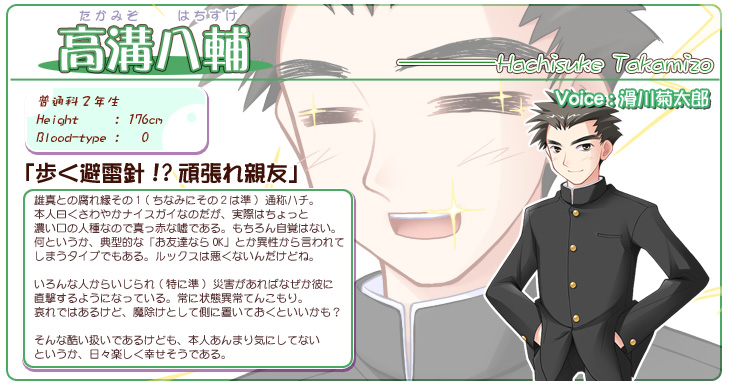 たかみぞ はちすけ
高溝八輔
Hachisuke Takamizo
普通科2年生
Height : 176cm
Blood-type : O
Voice : 滑川菊太郎
「歩く避雷針!?頑張れ親友」
雄真との腐れ縁その1(ちなみにその2は準)通称ハチ。
本人曰くさわやかナイスガイなのだが、実際はちょっと
濃い口の人種なので真っ赤な嘘である。もちろん自覚はない。
何というか、典型的な「お友達ならOK」とか異性から言われて
しまうタイプでもある。ルックスは悪くないんだけどね。
いろんな人からいじられ(特に準)災害があればなぜか彼に
直撃するようになっている。常に状態異常てんこもり。
哀れではあるけど、魔除けとして側に置いておくといいかも?
そんな酷い扱いであるけども、本人あんまり気にしてない
というか、日々楽しく幸せそうである。